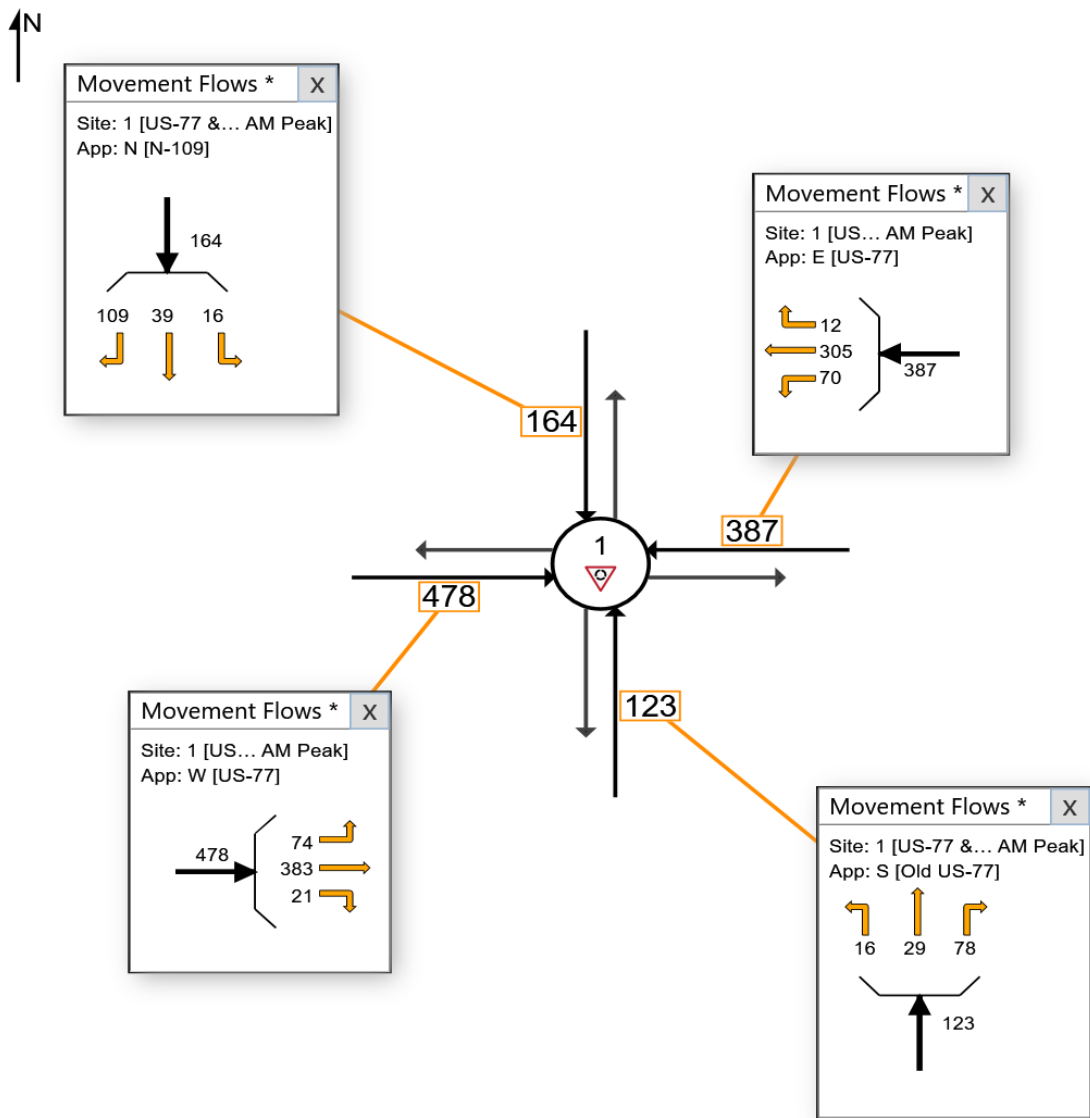 N
Movement Flows * X
Site: 1 [US-77 &... AM Peak]
App: N [N-109]
164
109 39 16
Movement Flows * X
Site: 1 [US... AM Peak]
App: E [US-77]
12
305
70
387
164
387
1
478
123
Movement Flows * X
Site: 1 [US... AM Peak]
App: W [US-77]
478
74
383
21
Movement Flows * X
Site: 1 [US-77 &... AM Peak]
App: S [Old US-77]
16 29 78
123